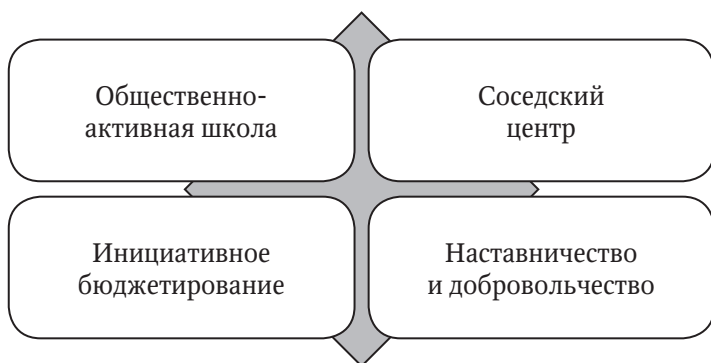 Общественно-
активная школа
Соседский
центр
Инициативное
бюджетирование
Наставничество
и добровольчество